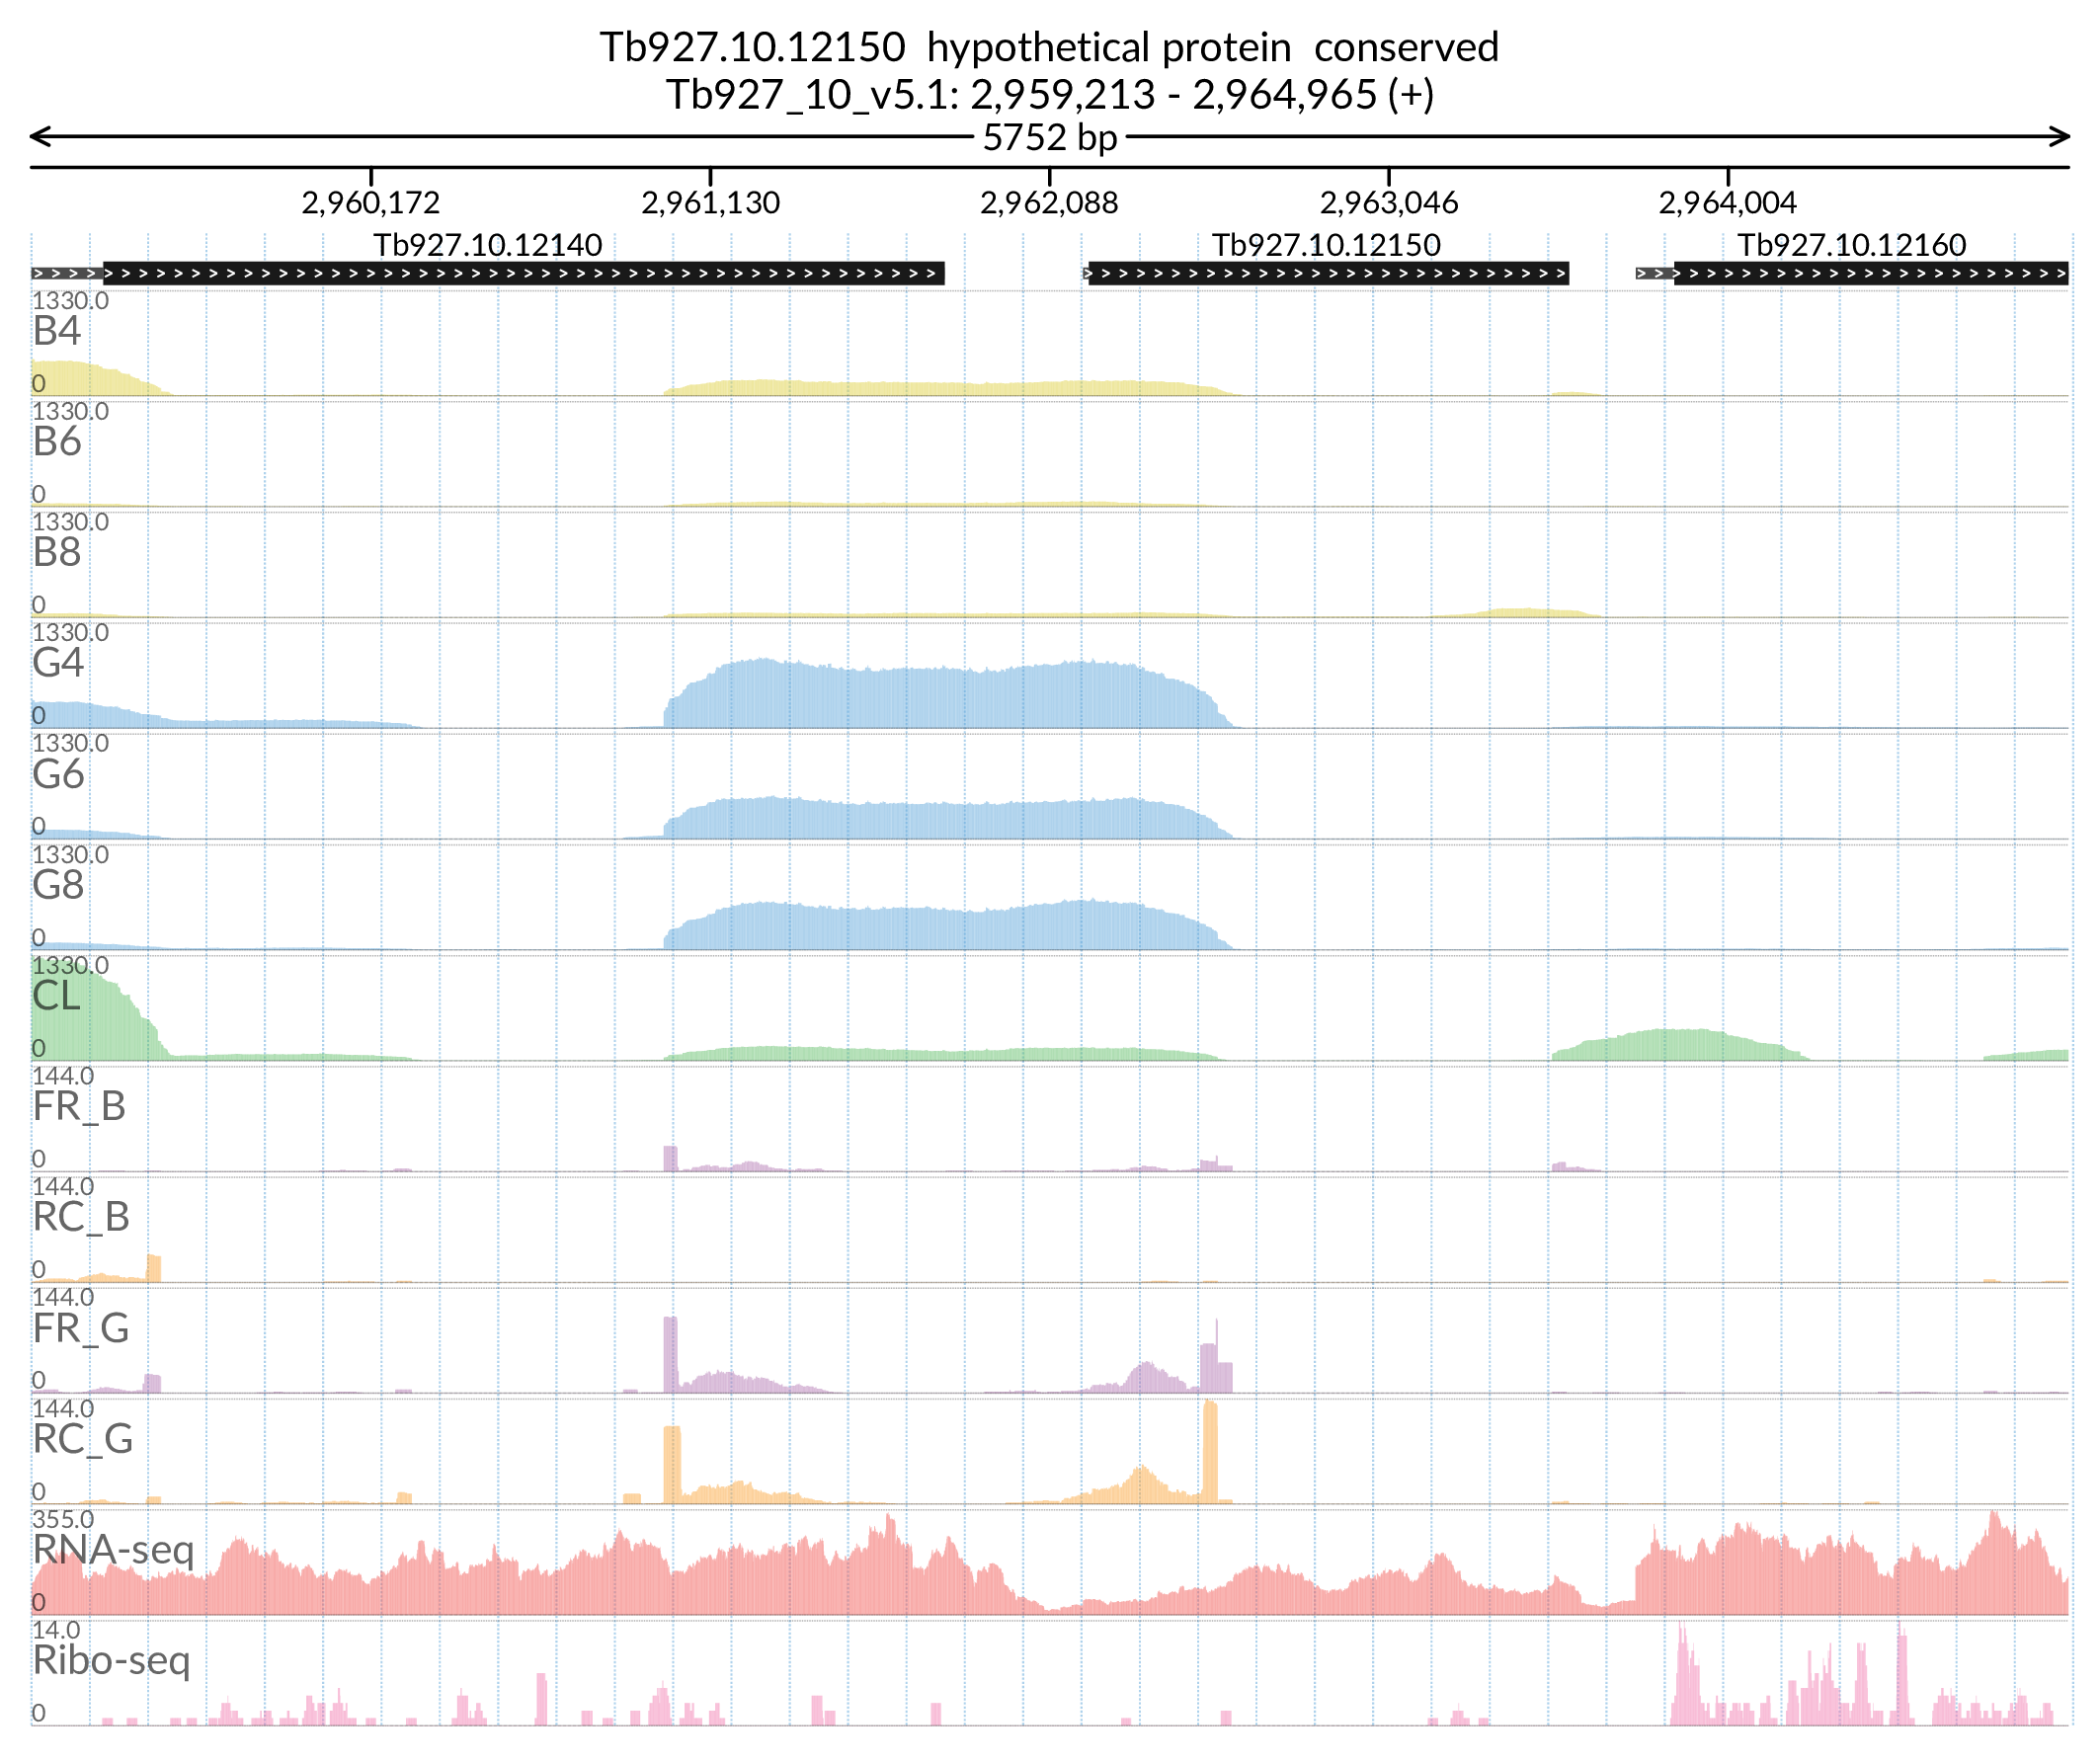 Tb927.10.12150 hypothetical protein conserved
Tb927_10_v5.1: 2,959,213 - 2,964,965 (+)
5752 bp
2,960,172 2,961,130 2,962,088 2,963,046 2,964,004
Tb927.10.12140 Tb927.10.12150 Tb927.10.12160
1330.0
B4
0
1330.0
B6
0
1330.0
B8
0
1330.0
G4
0
1330.0
G6
0
1330.0
G8
0
1330.0
CL
0
144.0
FR_B
0
144.0
RC_B
0
144.0
FR_G
0
144.0
RC_G
0
355.0
RNA-seq
0
14.0
Ribo-seq
0